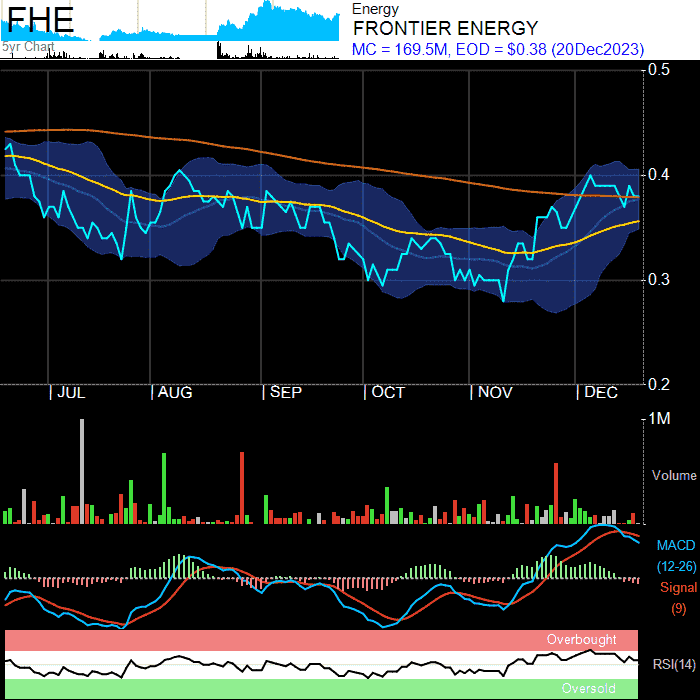 FHE
5yr Chart
Energy
FRONTIER ENERGY
MC = 169.5M, EOD = $0.38 (20Dec2023)
0.5
0.4
0.3
0.2
| JUL | AUG | SEP | OCT | NOV | DEC
1M
Volume
MACD
(12-26)
Signal
(9)
Overbought
RSI(14)
Oversold